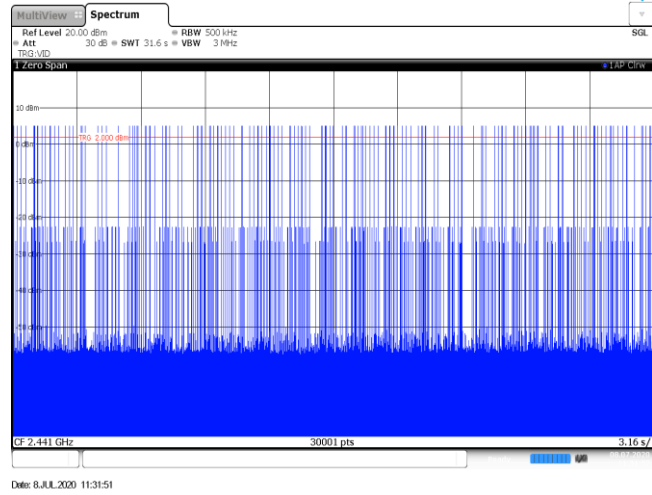 MultiView Spectrum
Ref Level 20.00 dBm RBW 500 kHz SGL
Att 30 dB SWT 31.6 s VBW 3 MHz
TRG:VID
1 Zero Span 1AP Clrw
10 dBm
TRG 2.000 dBm
0 dBm
-10 dBm
-20 dBm
-30 dBm
-40 dBm
-50 dBm
CF 2.441 GHz 30001 pts 3.16 s/
Date: 8.JUL.2020 11:31:51